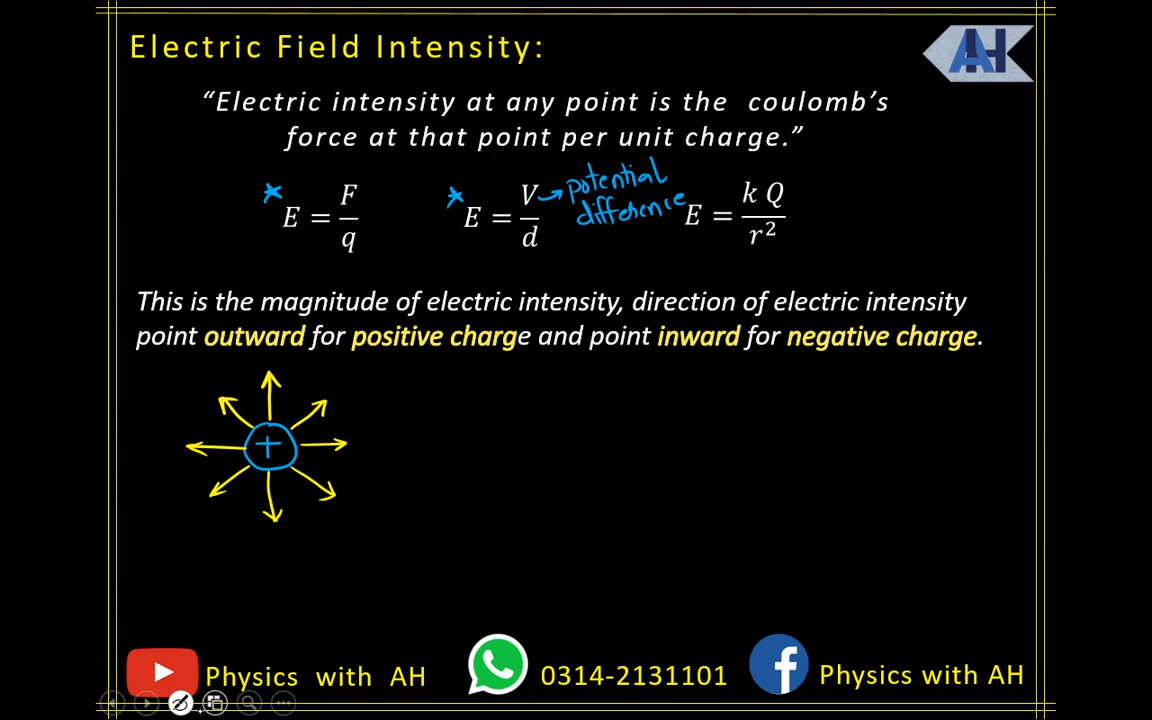 Electric Field Intensity:
AH
“Electric intensity at any point is the coulomb’s
force at that point per unit charge.”
* E = F/q
* E = V/d → potential difference
E = k Q/r²
This is the magnitude of electric intensity, direction of electric intensity
point outward for positive charge and point inward for negative charge.
+
Physics with AH
0314-2131101
Physics with AH